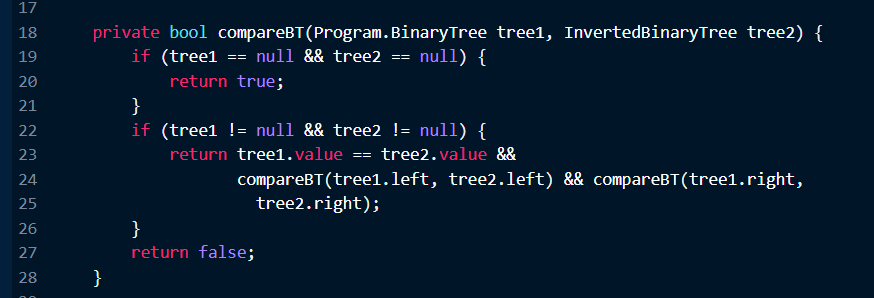 17
18 private bool compareBT(Program.BinaryTree tree1, InvertedBinaryTree tree2) {
19 if (tree1 == null && tree2 == null) {
20 return true;
21 }
22 if (tree1 != null && tree2 != null) {
23 return tree1.value == tree2.value &&
24 compareBT(tree1.left, tree2.left) && compareBT(tree1.right,
25 tree2.right);
26 }
27 return false;
28 }